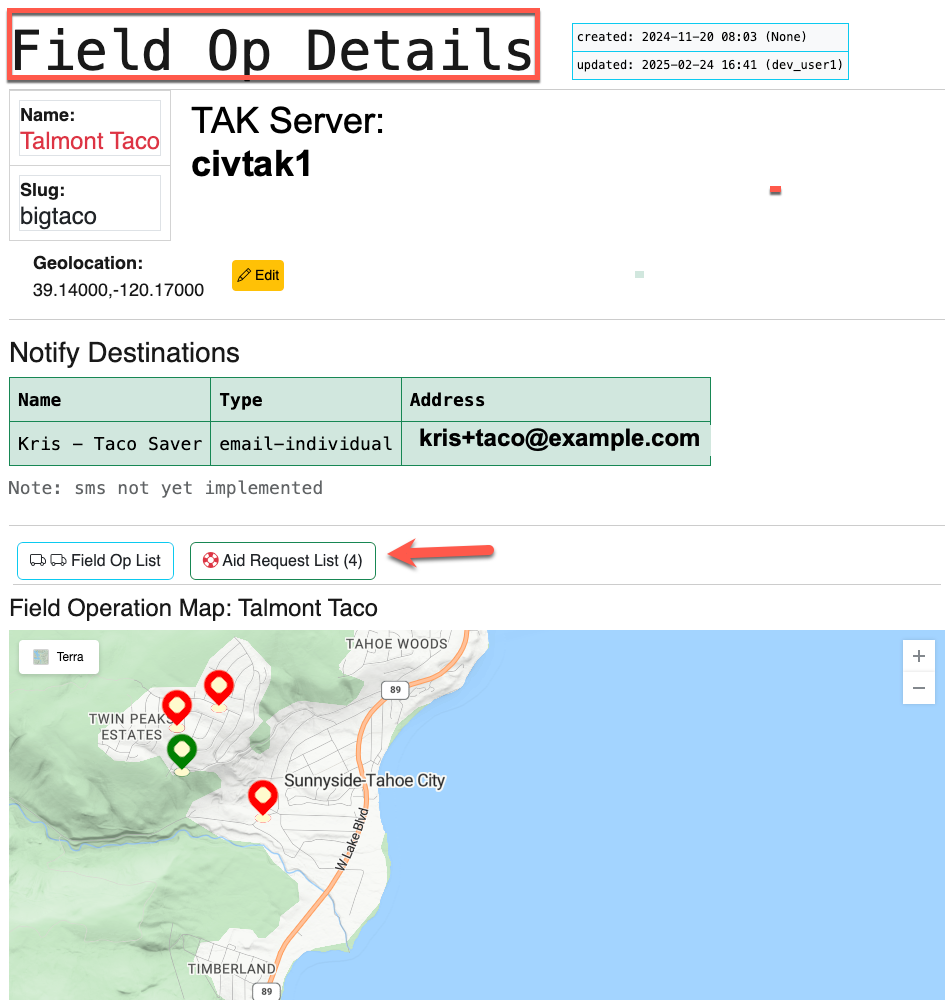 Field Op Details
created: 2024-11-20 08:03 (None)
updated: 2025-02-24 16:41 (dev_user1)
Name:
Talmont Taco
TAK Server:
civtak1
Slug:
bigtaco
Geolocation:
39.14000,-120.17000
Edit
Notify Destinations
Name Type Address
Kris - Taco Saver email-individual kris+taco@example.com
Note: sms not yet implemented
Field Op List Aid Request List (4)
Field Operation Map: Talmont Taco
Terra
TAHOE WOODS
+
89
−
TWIN PEAKS
ESTATES
Sunnyside-Tahoe City
W Lake Blvd
TIMBERLAND
89